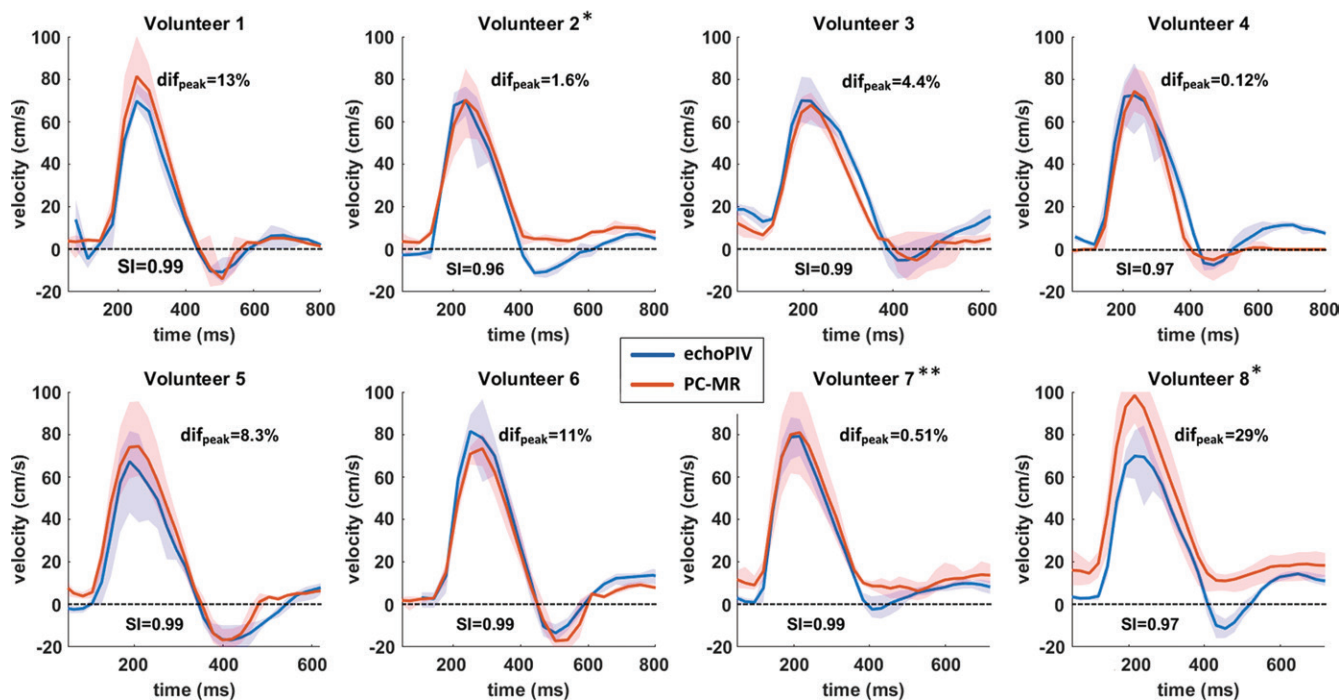 Volunteer 1
100
80
60
40
20
0
-20
velocity (cm/s)
dif_peak=13%
SI=0.99
200 400 600 800
time (ms)
Volunteer 2*
100
80
60
40
20
0
-20
velocity (cm/s)
dif_peak=1.6%
SI=0.96
200 400 600 800
time (ms)
Volunteer 3
100
80
60
40
20
0
-20
velocity (cm/s)
dif_peak=4.4%
SI=0.99
200 400 600
time (ms)
Volunteer 4
100
80
60
40
20
0
-20
velocity (cm/s)
dif_peak=0.12%
SI=0.97
200 400 600 800
time (ms)
echoPIV
PC-MR
Volunteer 5
100
80
60
40
20
0
-20
velocity (cm/s)
dif_peak=8.3%
SI=0.99
200 400 600
time (ms)
Volunteer 6
100
80
60
40
20
0
-20
velocity (cm/s)
dif_peak=11%
SI=0.99
200 400 600 800
time (ms)
Volunteer 7**
100
80
60
40
20
0
-20
velocity (cm/s)
dif_peak=0.51%
SI=0.99
200 400 600
time (ms)
Volunteer 8*
100
80
60
40
20
0
-20
velocity (cm/s)
dif_peak=29%
SI=0.97
200 400 600
time (ms)